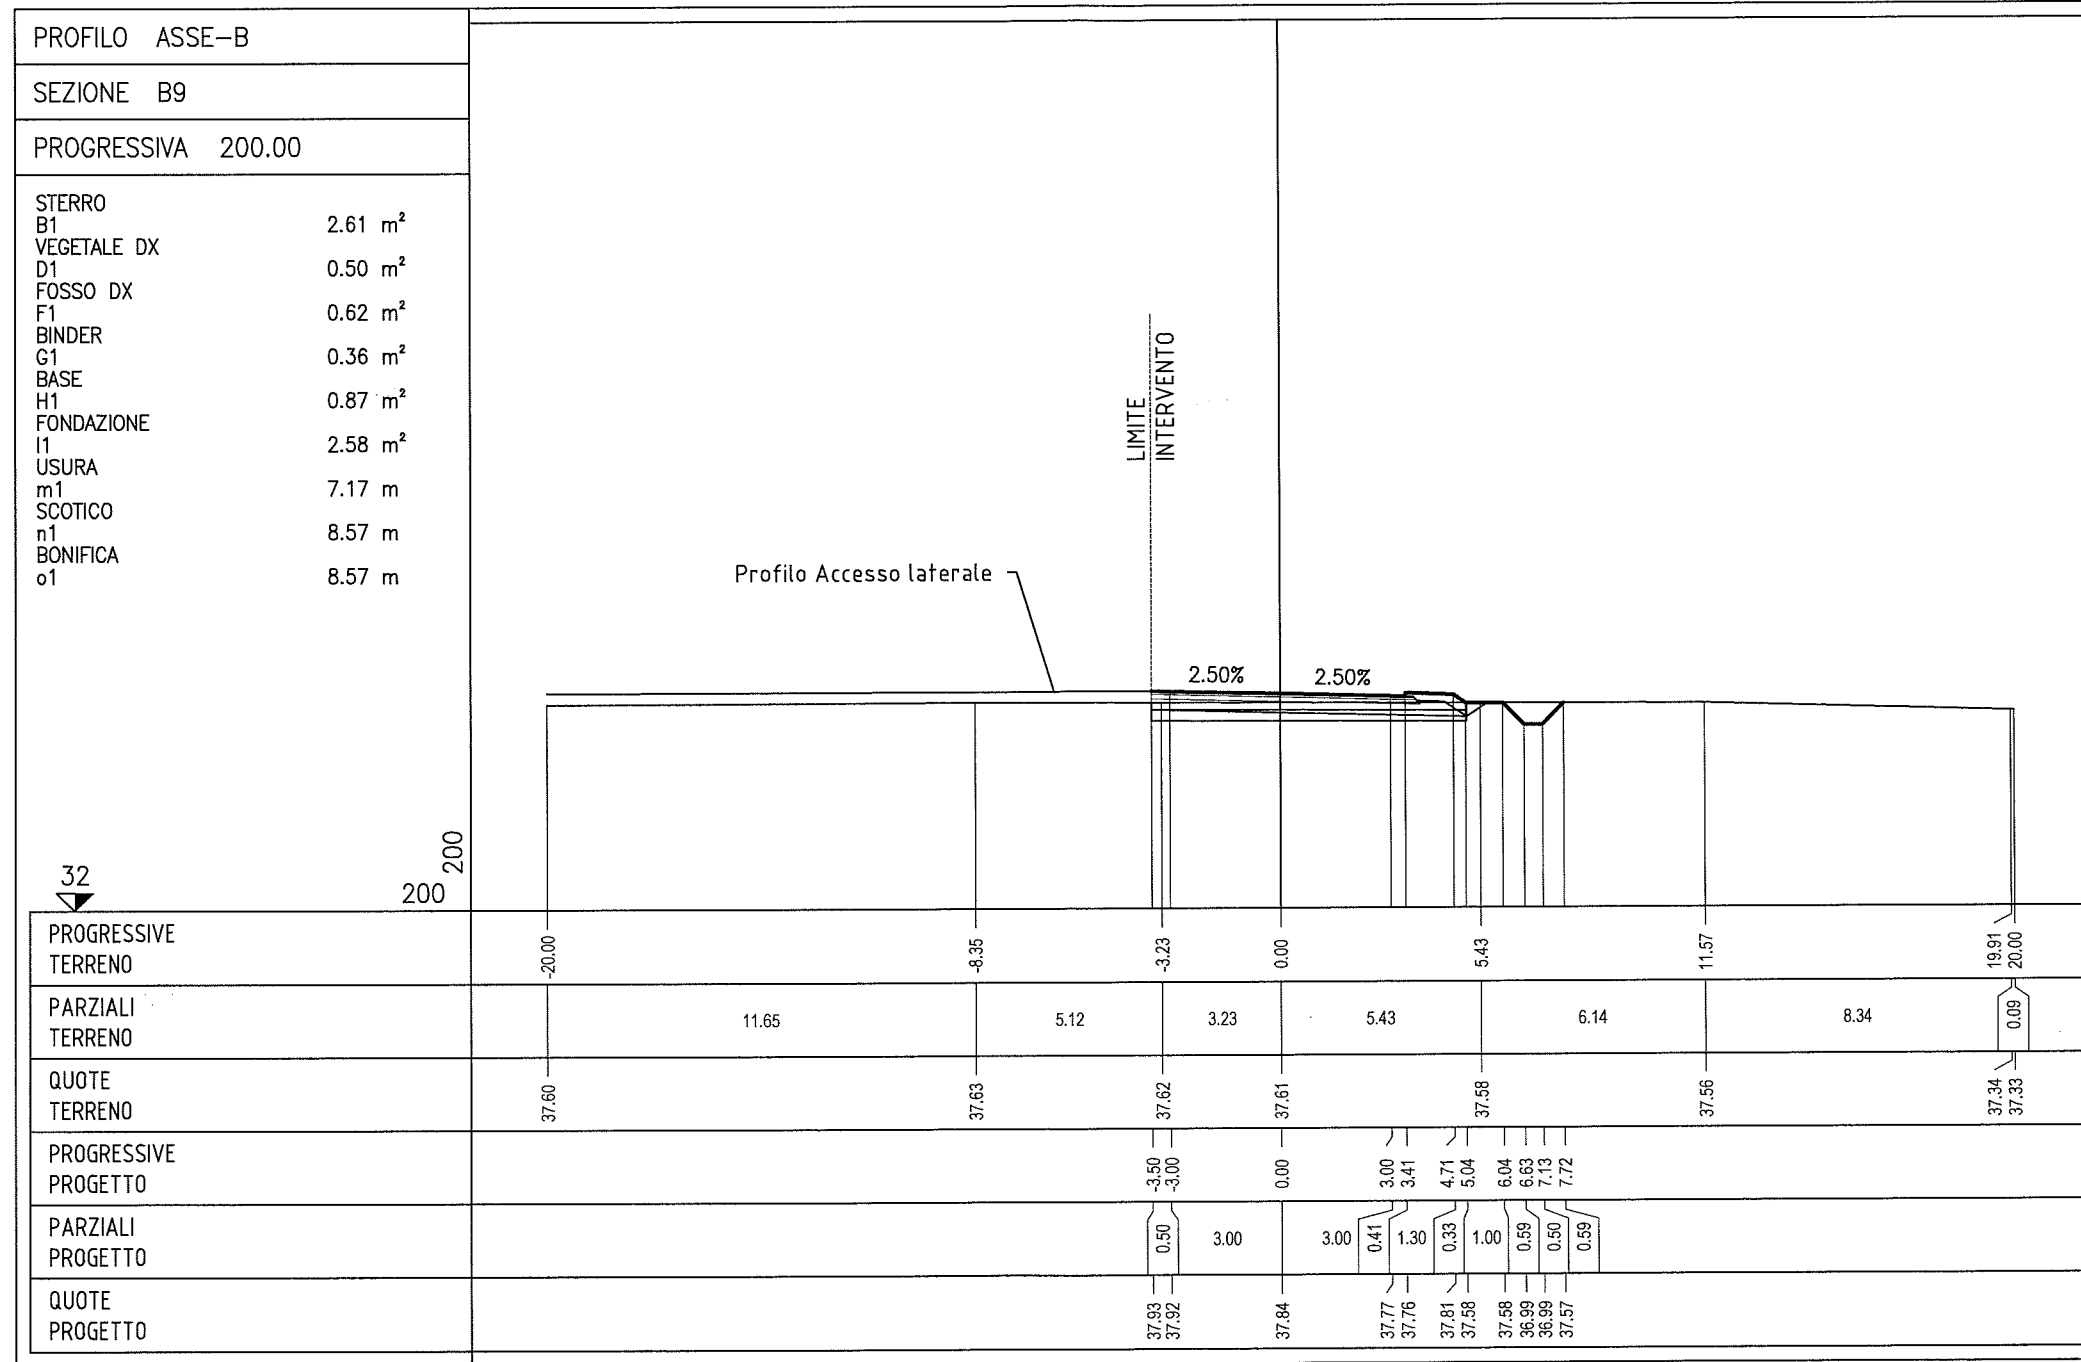 PROFILO ASSE-B
SEZIONE B9
PROGRESSIVA 200.00
STERRO
B1 2.61 m²
VEGETALE DX
D1 0.50 m²
FOSSO DX
F1 0.62 m²
BINDER
G1 0.36 m²
BASE
H1 0.87 m²
FONDAZIONE
I1 2.58 m²
USURA
m1 7.17 m
SCOTICO
n1 8.57 m
BONIFICA
o1 8.57 m
LIMITE
INTERVENTO
Profilo Accesso laterale
2.50% 2.50%
32
200
200
PROGRESSIVE
TERRENO
-20.00 -8.35 -3.23 0.00 5.43 11.57 19.91 20.00
PARZIALI
TERRENO
11.65 5.12 3.23 5.43 6.14 8.34 0.09
QUOTE
TERRENO
37.60 37.63 37.62 37.61 37.58 37.56 37.34 37.33
PROGRESSIVE
PROGETTO
-3.50 -3.00 0.00 3.00 3.41 4.71 5.04 6.04 6.63 7.13 7.72
PARZIALI
PROGETTO
0.50 3.00 3.00 0.41 1.30 0.33 1.00 0.59 0.50 0.59
QUOTE
PROGETTO
37.93 37.92 37.84 37.77 37.76 37.81 37.58 37.58 36.99 36.99 37.57